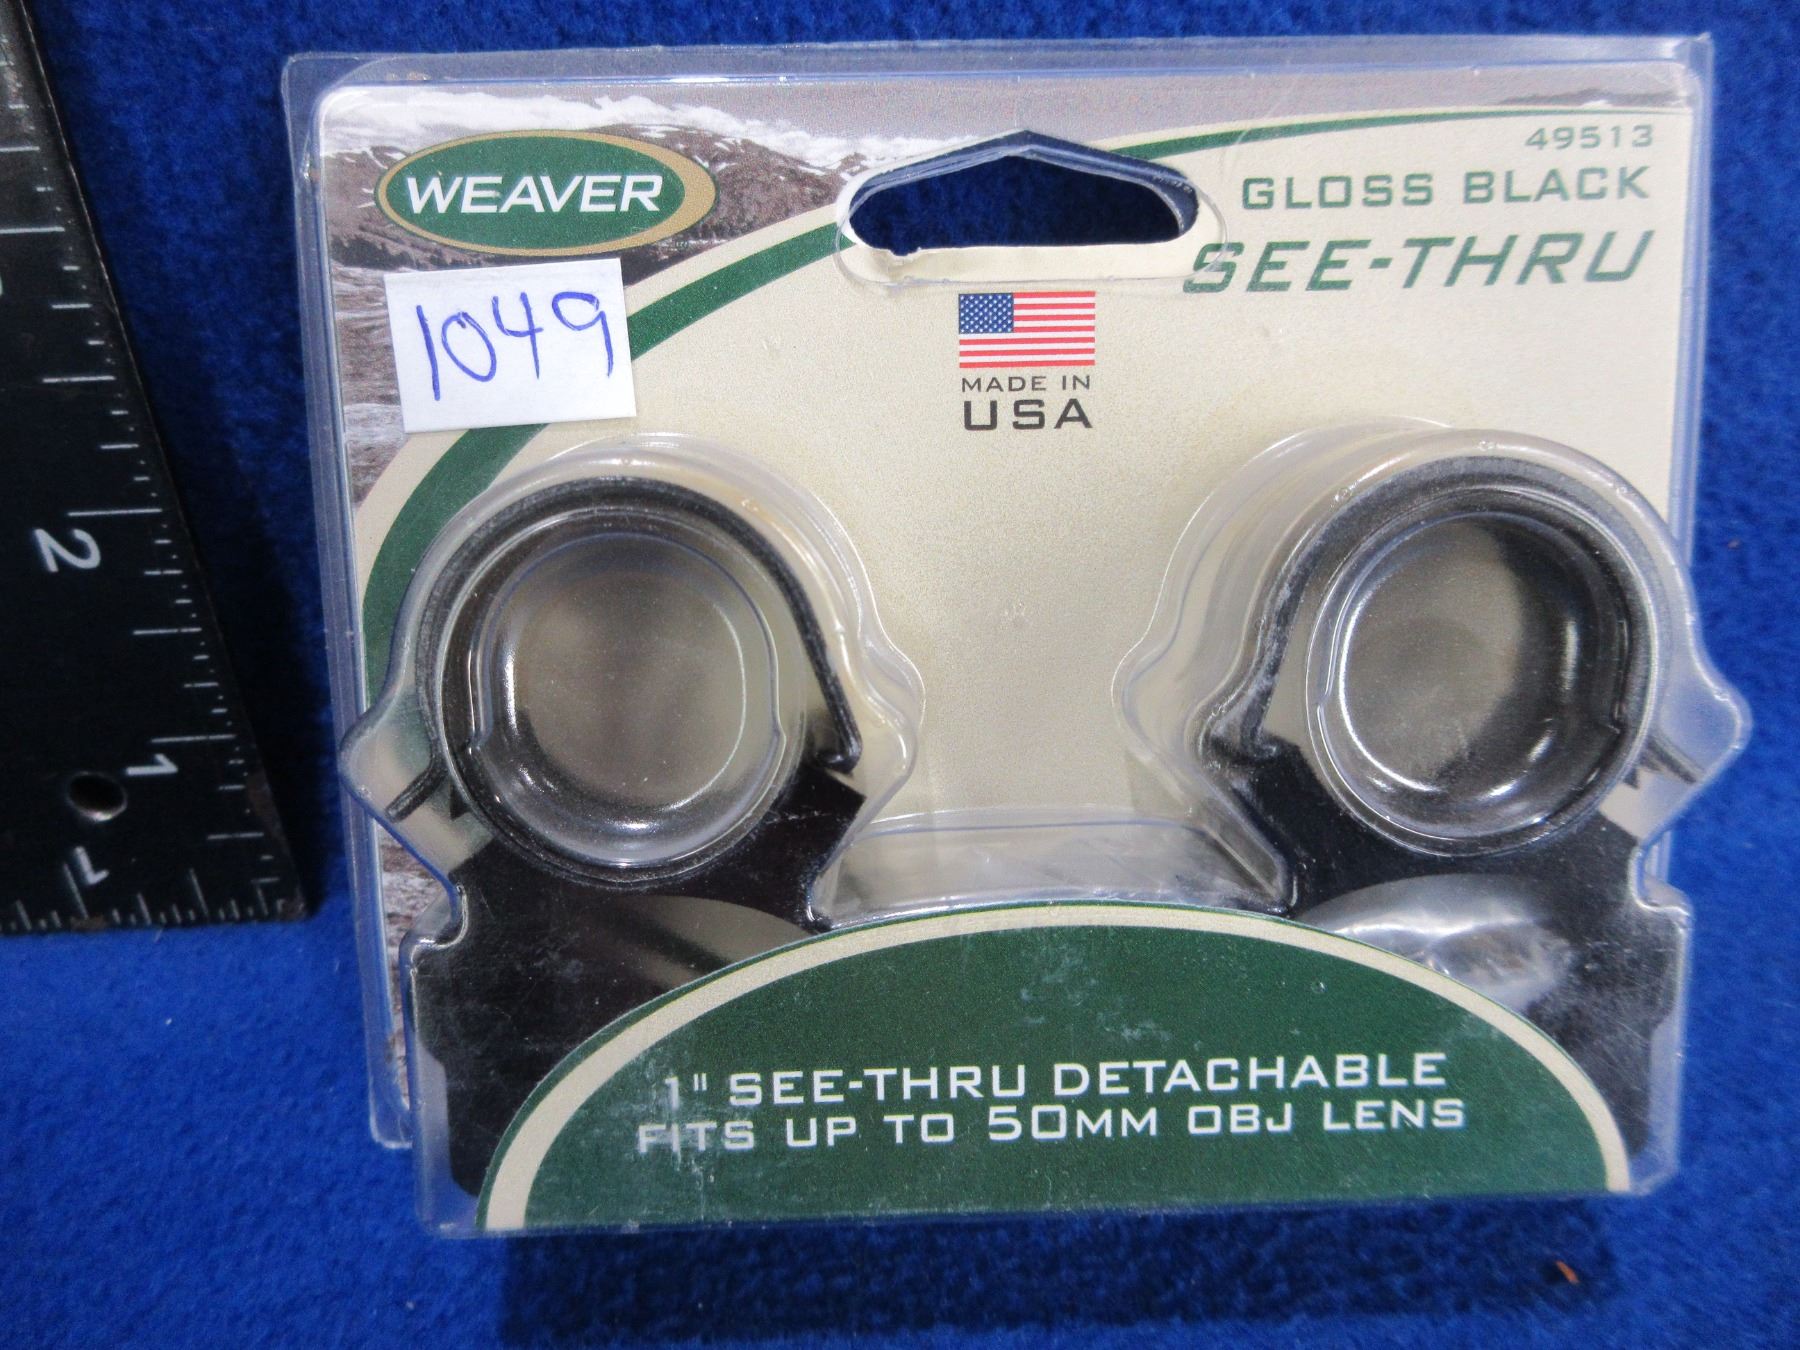 WEAVER
1049
49513
GLOSS BLACK
SEE-THRU
MADE IN
USA
1" SEE-THRU DETACHABLE
FITS UP TO 50MM OBJ LENS
2
1
1